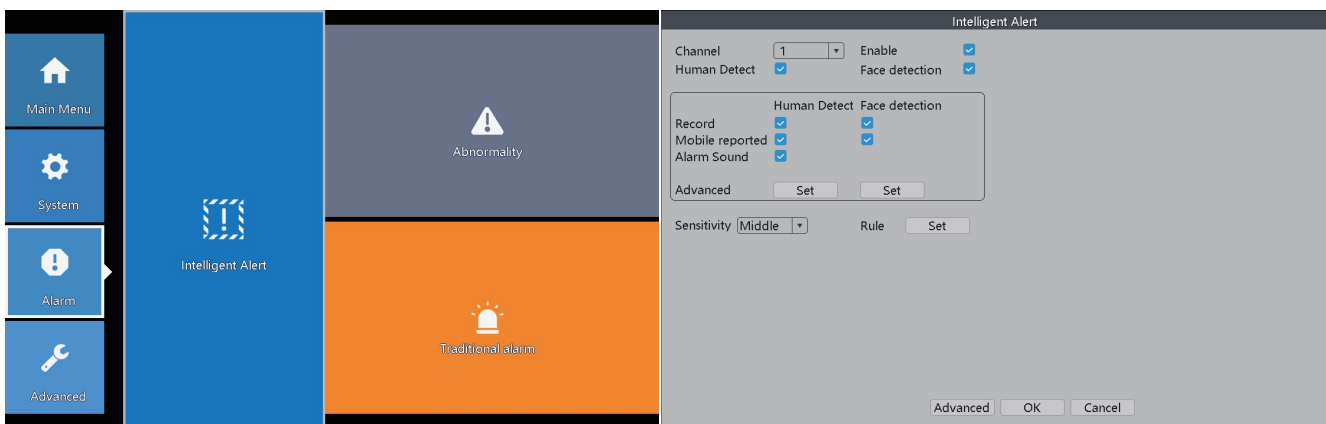 Main Menu
System
Alarm
Advanced
Intelligent Alert
Abnormality
Traditional alarm
Intelligent Alert
Channel 1 Enable
Human Detect Face detection
Human Detect Face detection
Record
Mobile reported
Alarm Sound
Advanced Set Set
Sensitivity Middle Rule Set
Advanced OK Cancel